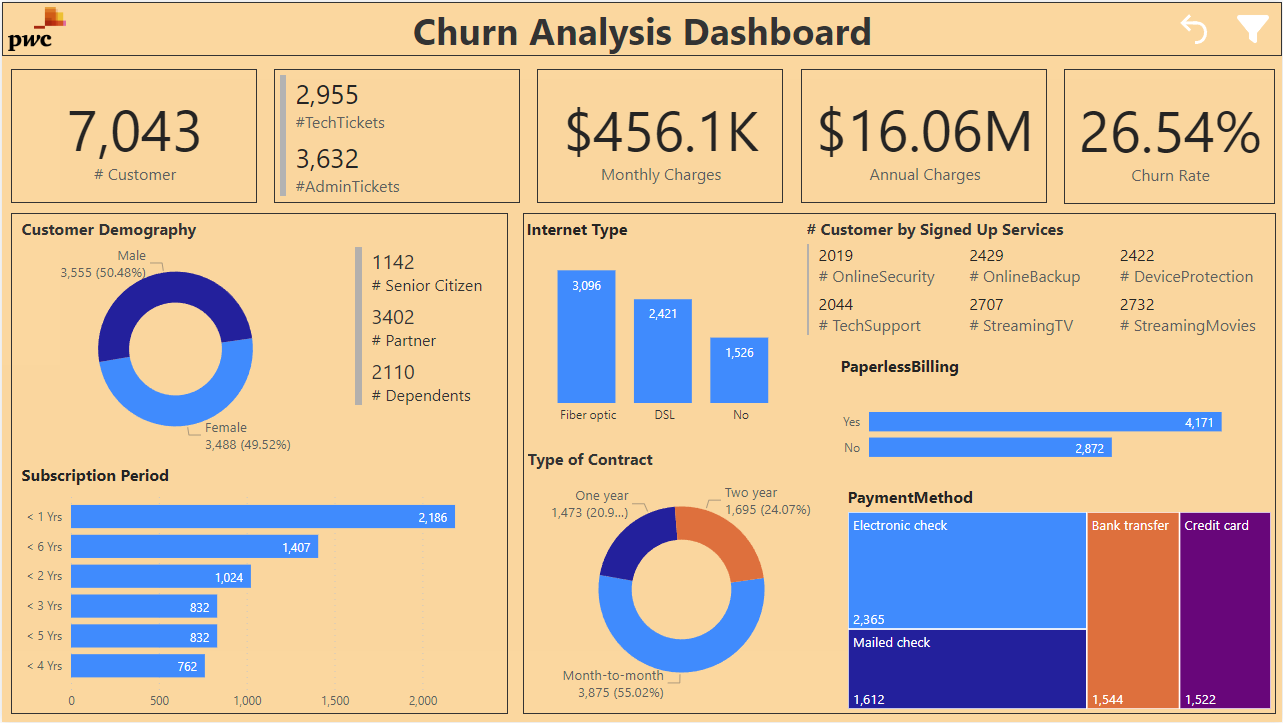 pwc
Churn Analysis Dashboard
7,043
# Customer
2,955
#TechTickets
3,632
#AdminTickets
$456.1K
Monthly Charges
$16.06M
Annual Charges
26.54%
Churn Rate
Customer Demography
Male
3,555 (50.48%)
Female
3,488 (49.52%)
1142
# Senior Citizen
3402
# Partner
2110
# Dependents
Subscription Period
< 1 Yrs 2,186
< 6 Yrs 1,407
< 2 Yrs 1,024
< 3 Yrs 832
< 5 Yrs 832
< 4 Yrs 762
0 500 1,000 1,500 2,000
Internet Type
3,096 2,421 1,526
Fiber optic DSL No
Type of Contract
One year
1,473 (20.9...)
Two year
1,695 (24.07%)
Month-to-month
3,875 (55.02%)
# Customer by Signed Up Services
2019 2429 2422
# OnlineSecurity # OnlineBackup # DeviceProtection
2044 2707 2732
# TechSupport # StreamingTV # StreamingMovies
PaperlessBilling
Yes 4,171
No 2,872
PaymentMethod
Electronic check
2,365
Mailed check
1,612
Bank transfer
1,544
Credit card
1,522